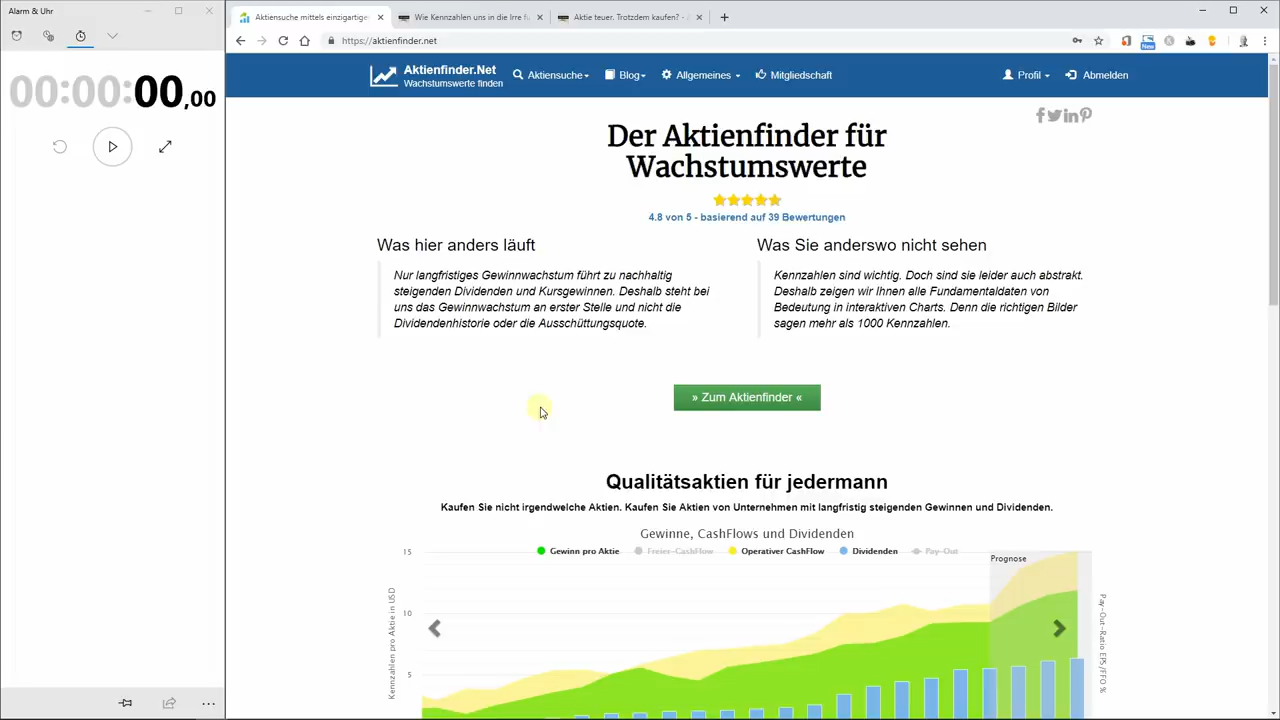 Alarm & Uhr
00:00:00,00
Aktiensuche mittels einzigartige
Wie Kennzahlen uns in die Irre fu
Aktie teuer. Trotzdem kaufen? - A
https://aktienfinder.net
New
Aktienfinder.Net
Wachstumswerte finden
Aktiensuche
Blog
Allgemeines
Mitgliedschaft
Profil
Abmelden
Der Aktienfinder für
Wachstumswerte
4.8 von 5 - basierend auf 39 Bewertungen
Was hier anders läuft
Nur langfristiges Gewinnwachstum führt zu nachhaltig
steigenden Dividenden und Kursgewinnen. Deshalb steht bei
uns das Gewinnwachstum an erster Stelle und nicht die
Dividendenhistorie oder die Ausschüttungsquote.
Was Sie anderswo nicht sehen
Kennzahlen sind wichtig. Doch sind sie leider auch abstrakt.
Deshalb zeigen wir Ihnen alle Fundamentaldaten von
Bedeutung in interaktiven Charts. Denn die richtigen Bilder
sagen mehr als 1000 Kennzahlen.
» Zum Aktienfinder «
Qualitätsaktien für jedermann
Kaufen Sie nicht irgendwelche Aktien. Kaufen Sie Aktien von Unternehmen mit langfristig steigenden Gewinnen und Dividenden.
Gewinne, CashFlows und Dividenden
Gewinn pro Aktie
Freier-CashFlow
Operativer CashFlow
Dividenden
Pay-Out
Prognose
15
10
5
Kennzahlen pro Aktie in USD
Pay-Out-Ratio EPS/FFO %